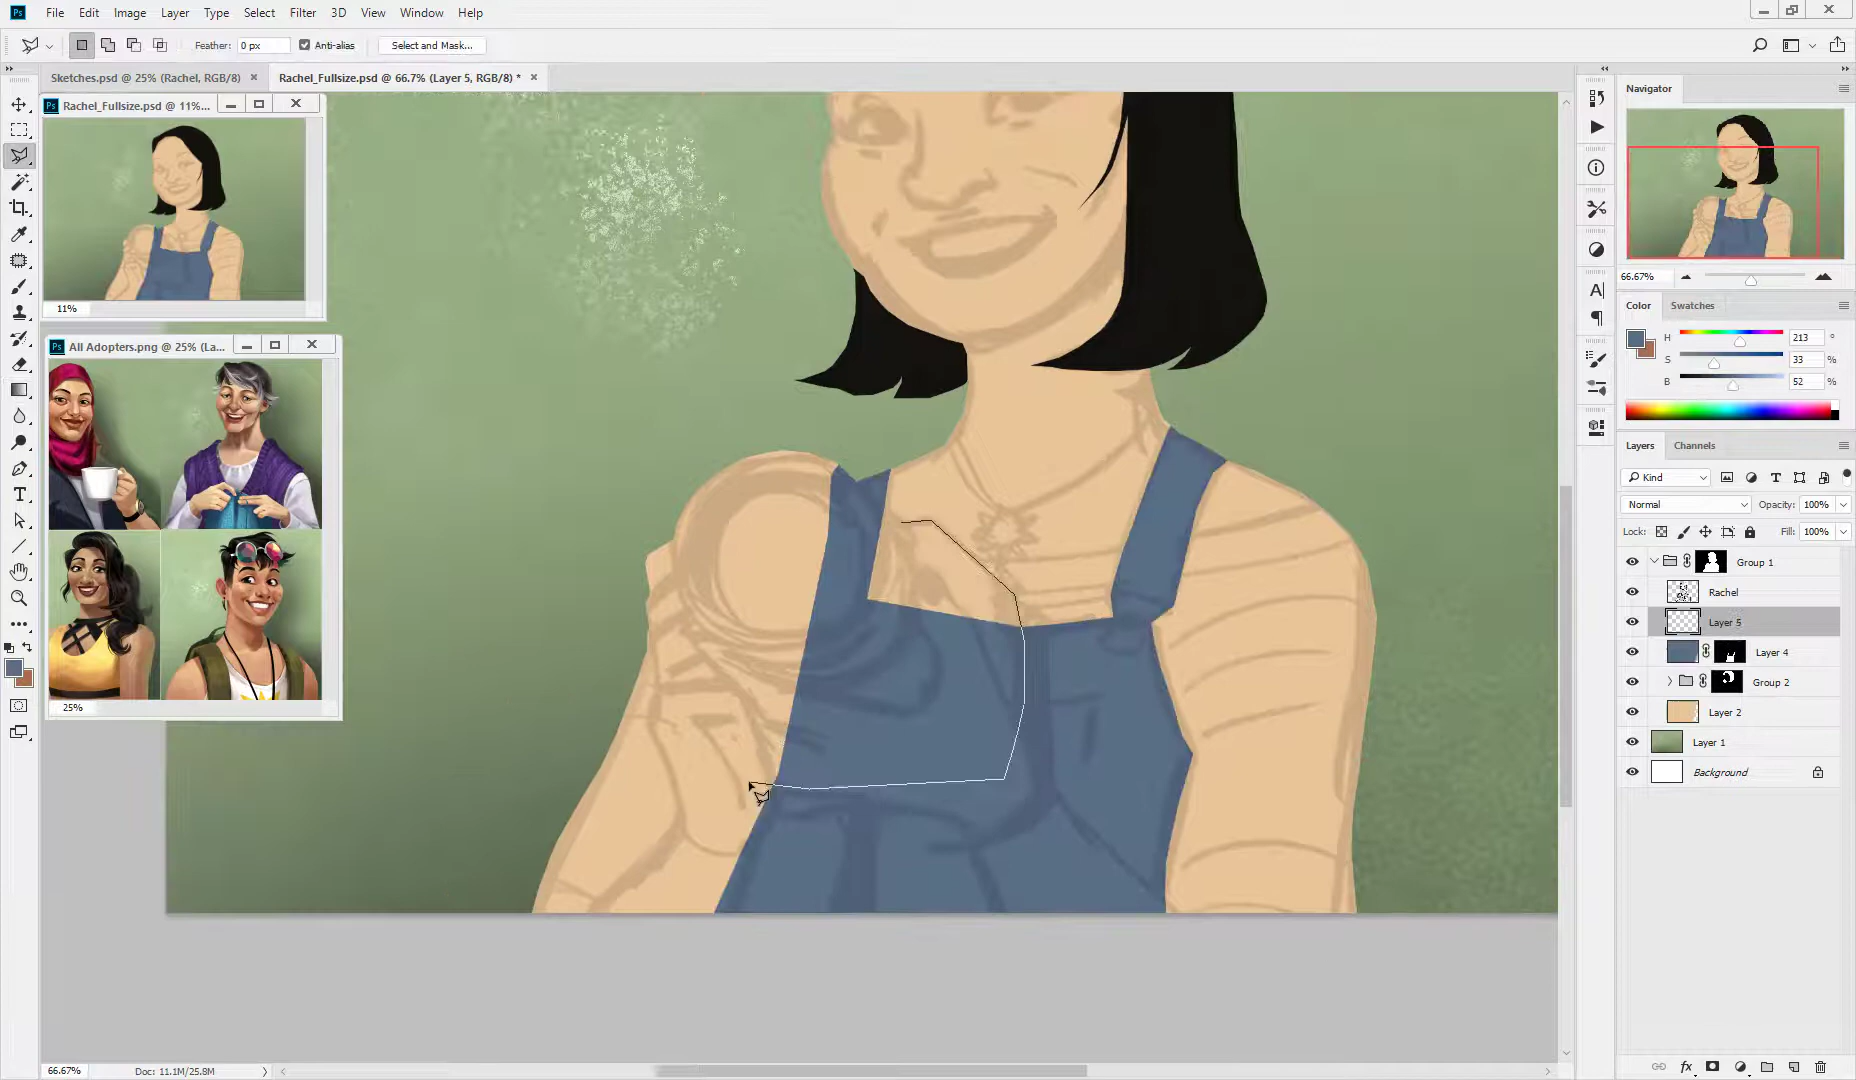 Ps File Edit Image Layer Type Select Filter 3D View Window Help
Feather: 0 px Anti-alias Select and Mask...
Sketches.psd @ 25% (Rachel, RGB/8) × Rachel_Fullsize.psd @ 66.7% (Layer 5, RGB/8) * ×
Ps Rachel_Fullsize.psd @ 11%...
11%
Ps All Adopters.png @ 25% (La...
25%
Navigator
66.67%
Color Swatches
H 213 °
S 33 %
B 52 %
Layers Channels
Kind
Normal Opacity: 100%
Lock: Fill: 100%
Group 1
Rachel
Layer 5
Layer 4
Group 2
Layer 2
Layer 1
Background
66.67% Doc: 11.1M/25.8M